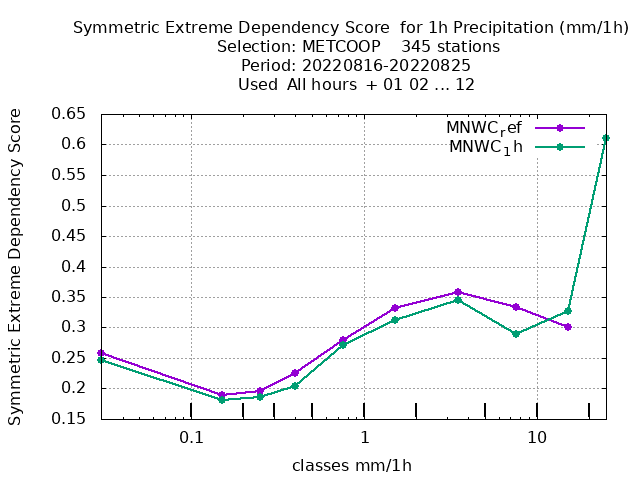 Symmetric Extreme Dependency Score  for 1h Precipitation (mm/1h)
Selection: METCOOP    345 stations
Period: 20220816-20220825
Used  All hours  + 01 02 ... 12
Symmetric Extreme Dependency Score
0.65
0.6
0.55
0.5
0.45
0.4
0.35
0.3
0.25
0.2
0.15
MNWCref
MNWC1h
0.1
1
10
classes mm/1h